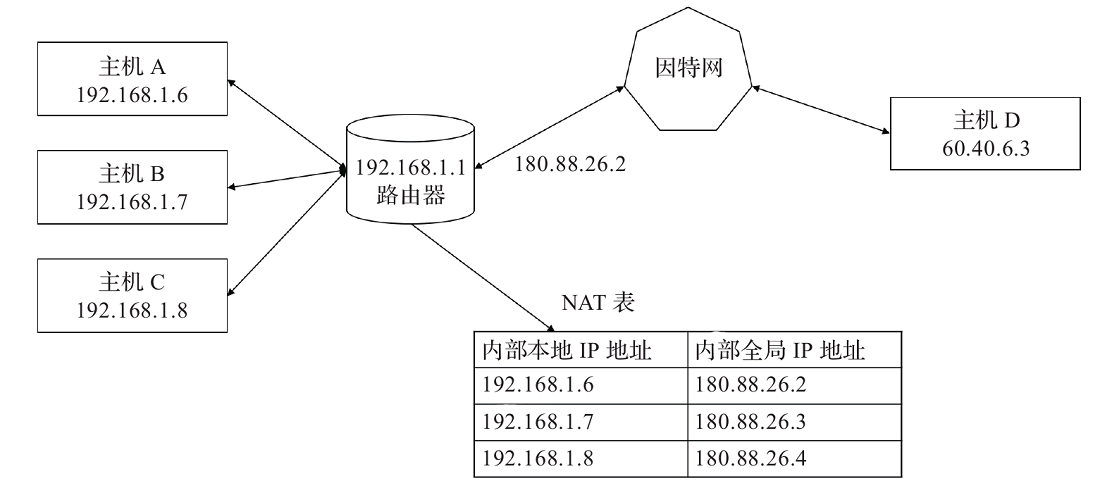 主机 A
192.168.1.6
主机 B
192.168.1.7
主机 C
192.168.1.8
192.168.1.1
路由器
180.88.26.2
因特网
主机 D
60.40.6.3
NAT 表
内部本地 IP 地址 内部全局 IP 地址
192.168.1.6 180.88.26.2
192.168.1.7 180.88.26.3
192.168.1.8 180.88.26.4